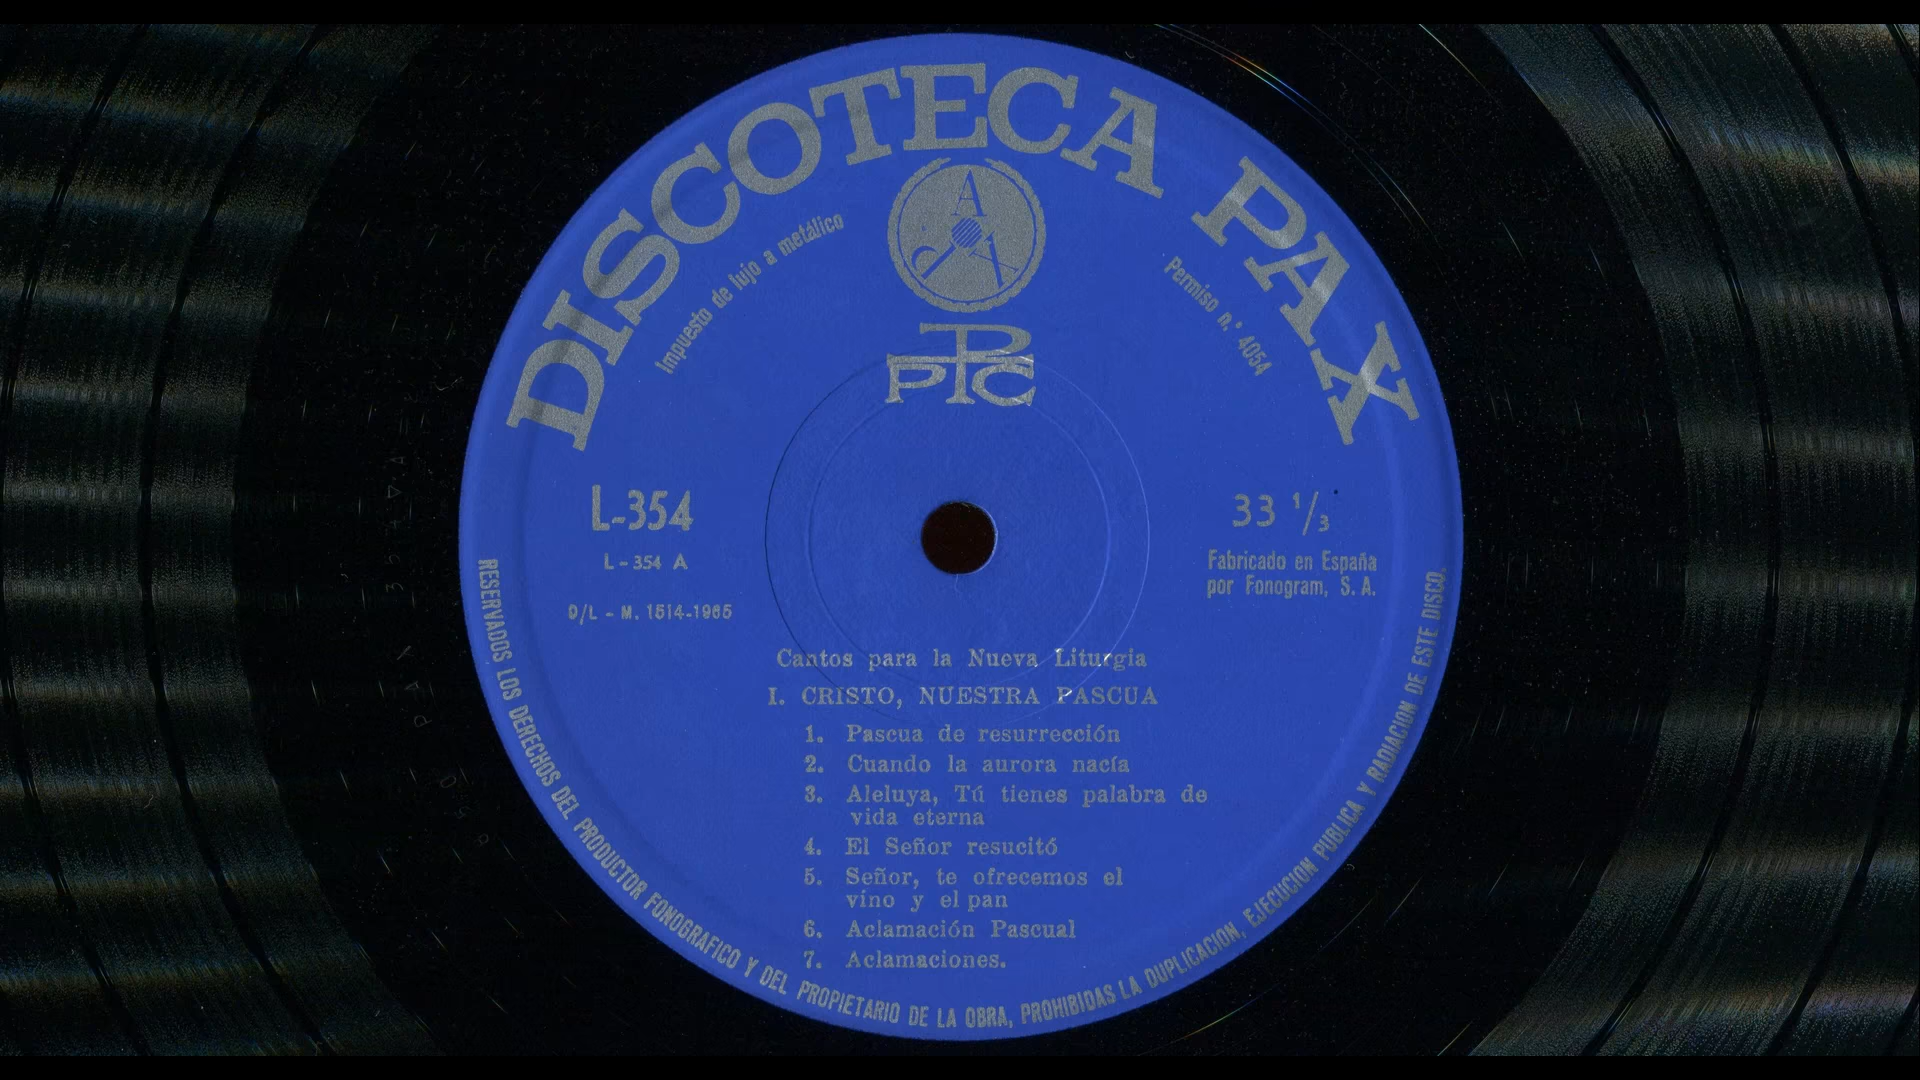 DISCOTECA PAX
Impuesto de lujo a metálico
Permiso n.º 4054
L-354
L - 354 A
D/L - M. 1514-1965
33 1/3
Fabricado en España
por Fonogram, S. A.
Cantos para la Nueva Liturgia
I. CRISTO, NUESTRA PASCUA
1. Pascua de resurrección
2. Cuando la aurora nacía
3. Aleluya, Tú tienes palabra de
vida eterna
4. El Señor resucitó
5. Señor, te ofrecemos el
vino y el pan
6. Aclamación Pascual
7. Aclamaciones.
RESERVADOS LOS DERECHOS DEL PRODUCTOR FONOGRAFICO Y DEL PROPIETARIO DE LA OBRA, PROHIBIDAS LA DUPLICACION, EJECUCION PUBLICA Y RADIACION DE ESTE DISCO.